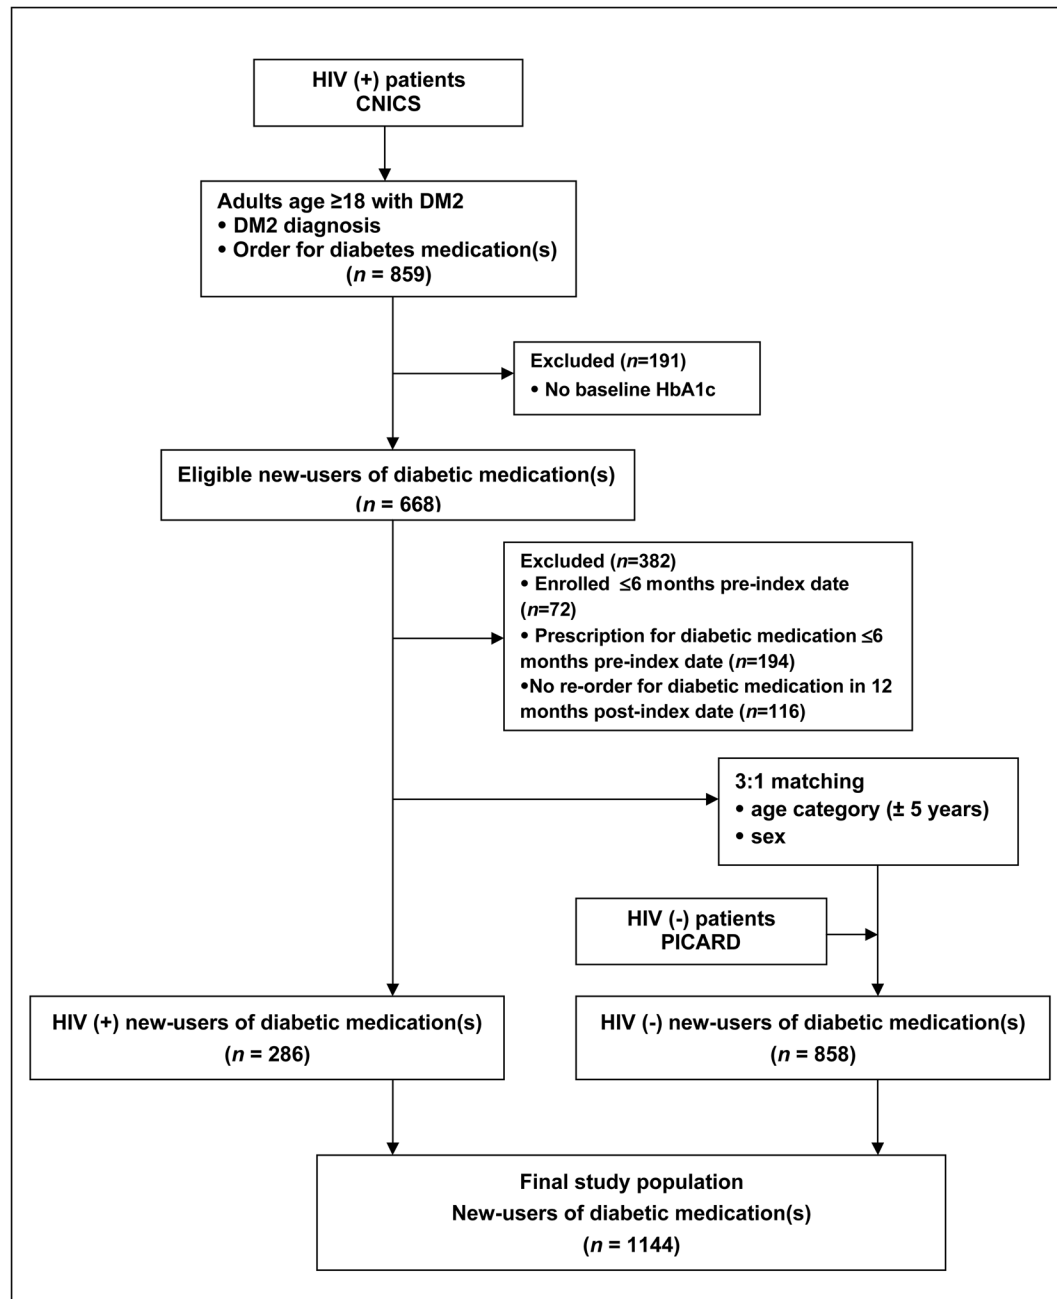 HIV (+) patients
CNICS
Adults age ≥18 with DM2
• DM2 diagnosis
• Order for diabetes medication(s)
(n = 859)
Excluded (n=191)
• No baseline HbA1c
Eligible new-users of diabetic medication(s)
(n = 668)
Excluded (n=382)
• Enrolled ≤6 months pre-index date
(n=72)
• Prescription for diabetic medication ≤6
months pre-index date (n=194)
•No re-order for diabetic medication in 12
months post-index date (n=116)
3:1 matching
• age category (± 5 years)
• sex
HIV (-) patients
PICARD
HIV (+) new-users of diabetic medication(s)
(n = 286)
HIV (-) new-users of diabetic medication(s)
(n = 858)
Final study population
New-users of diabetic medication(s)
(n = 1144)